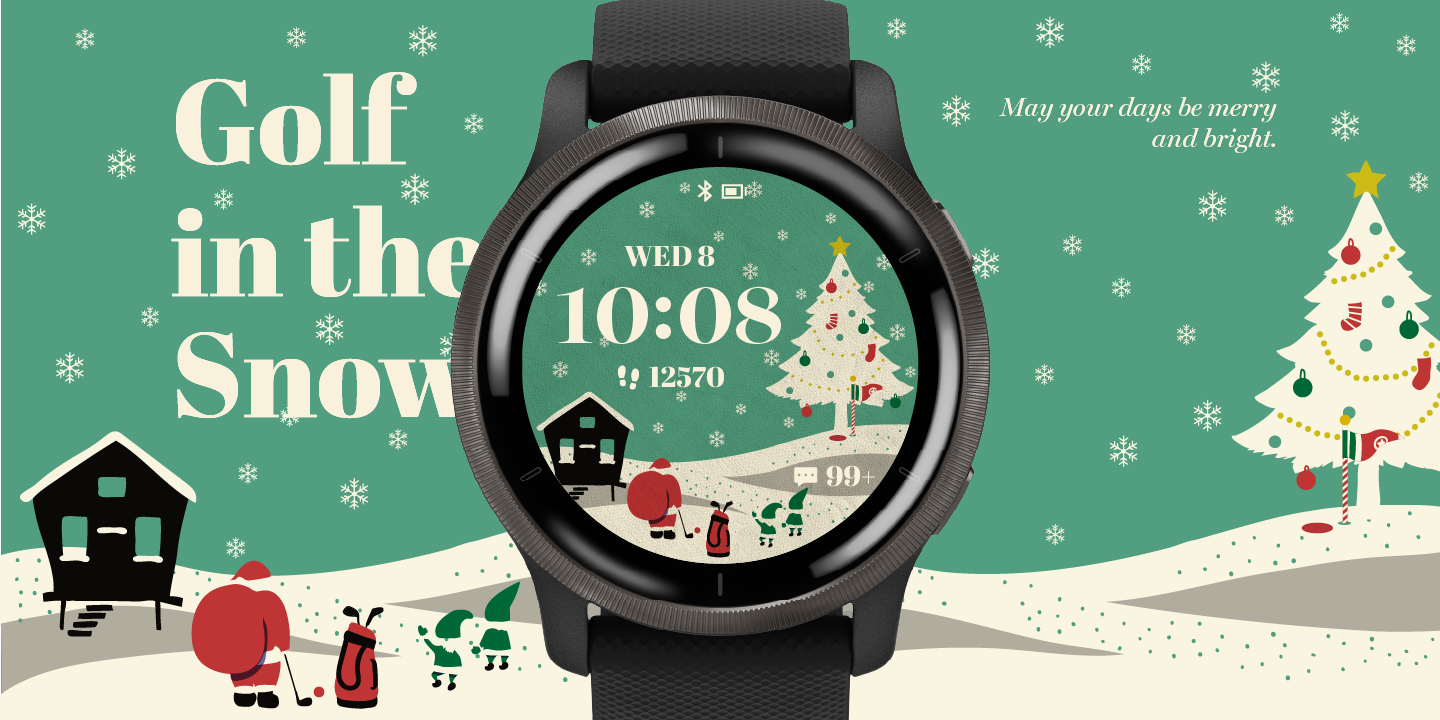 Golf
in the
Snow
May your days be merry
and bright.
WED 8
10:08
12570
99+